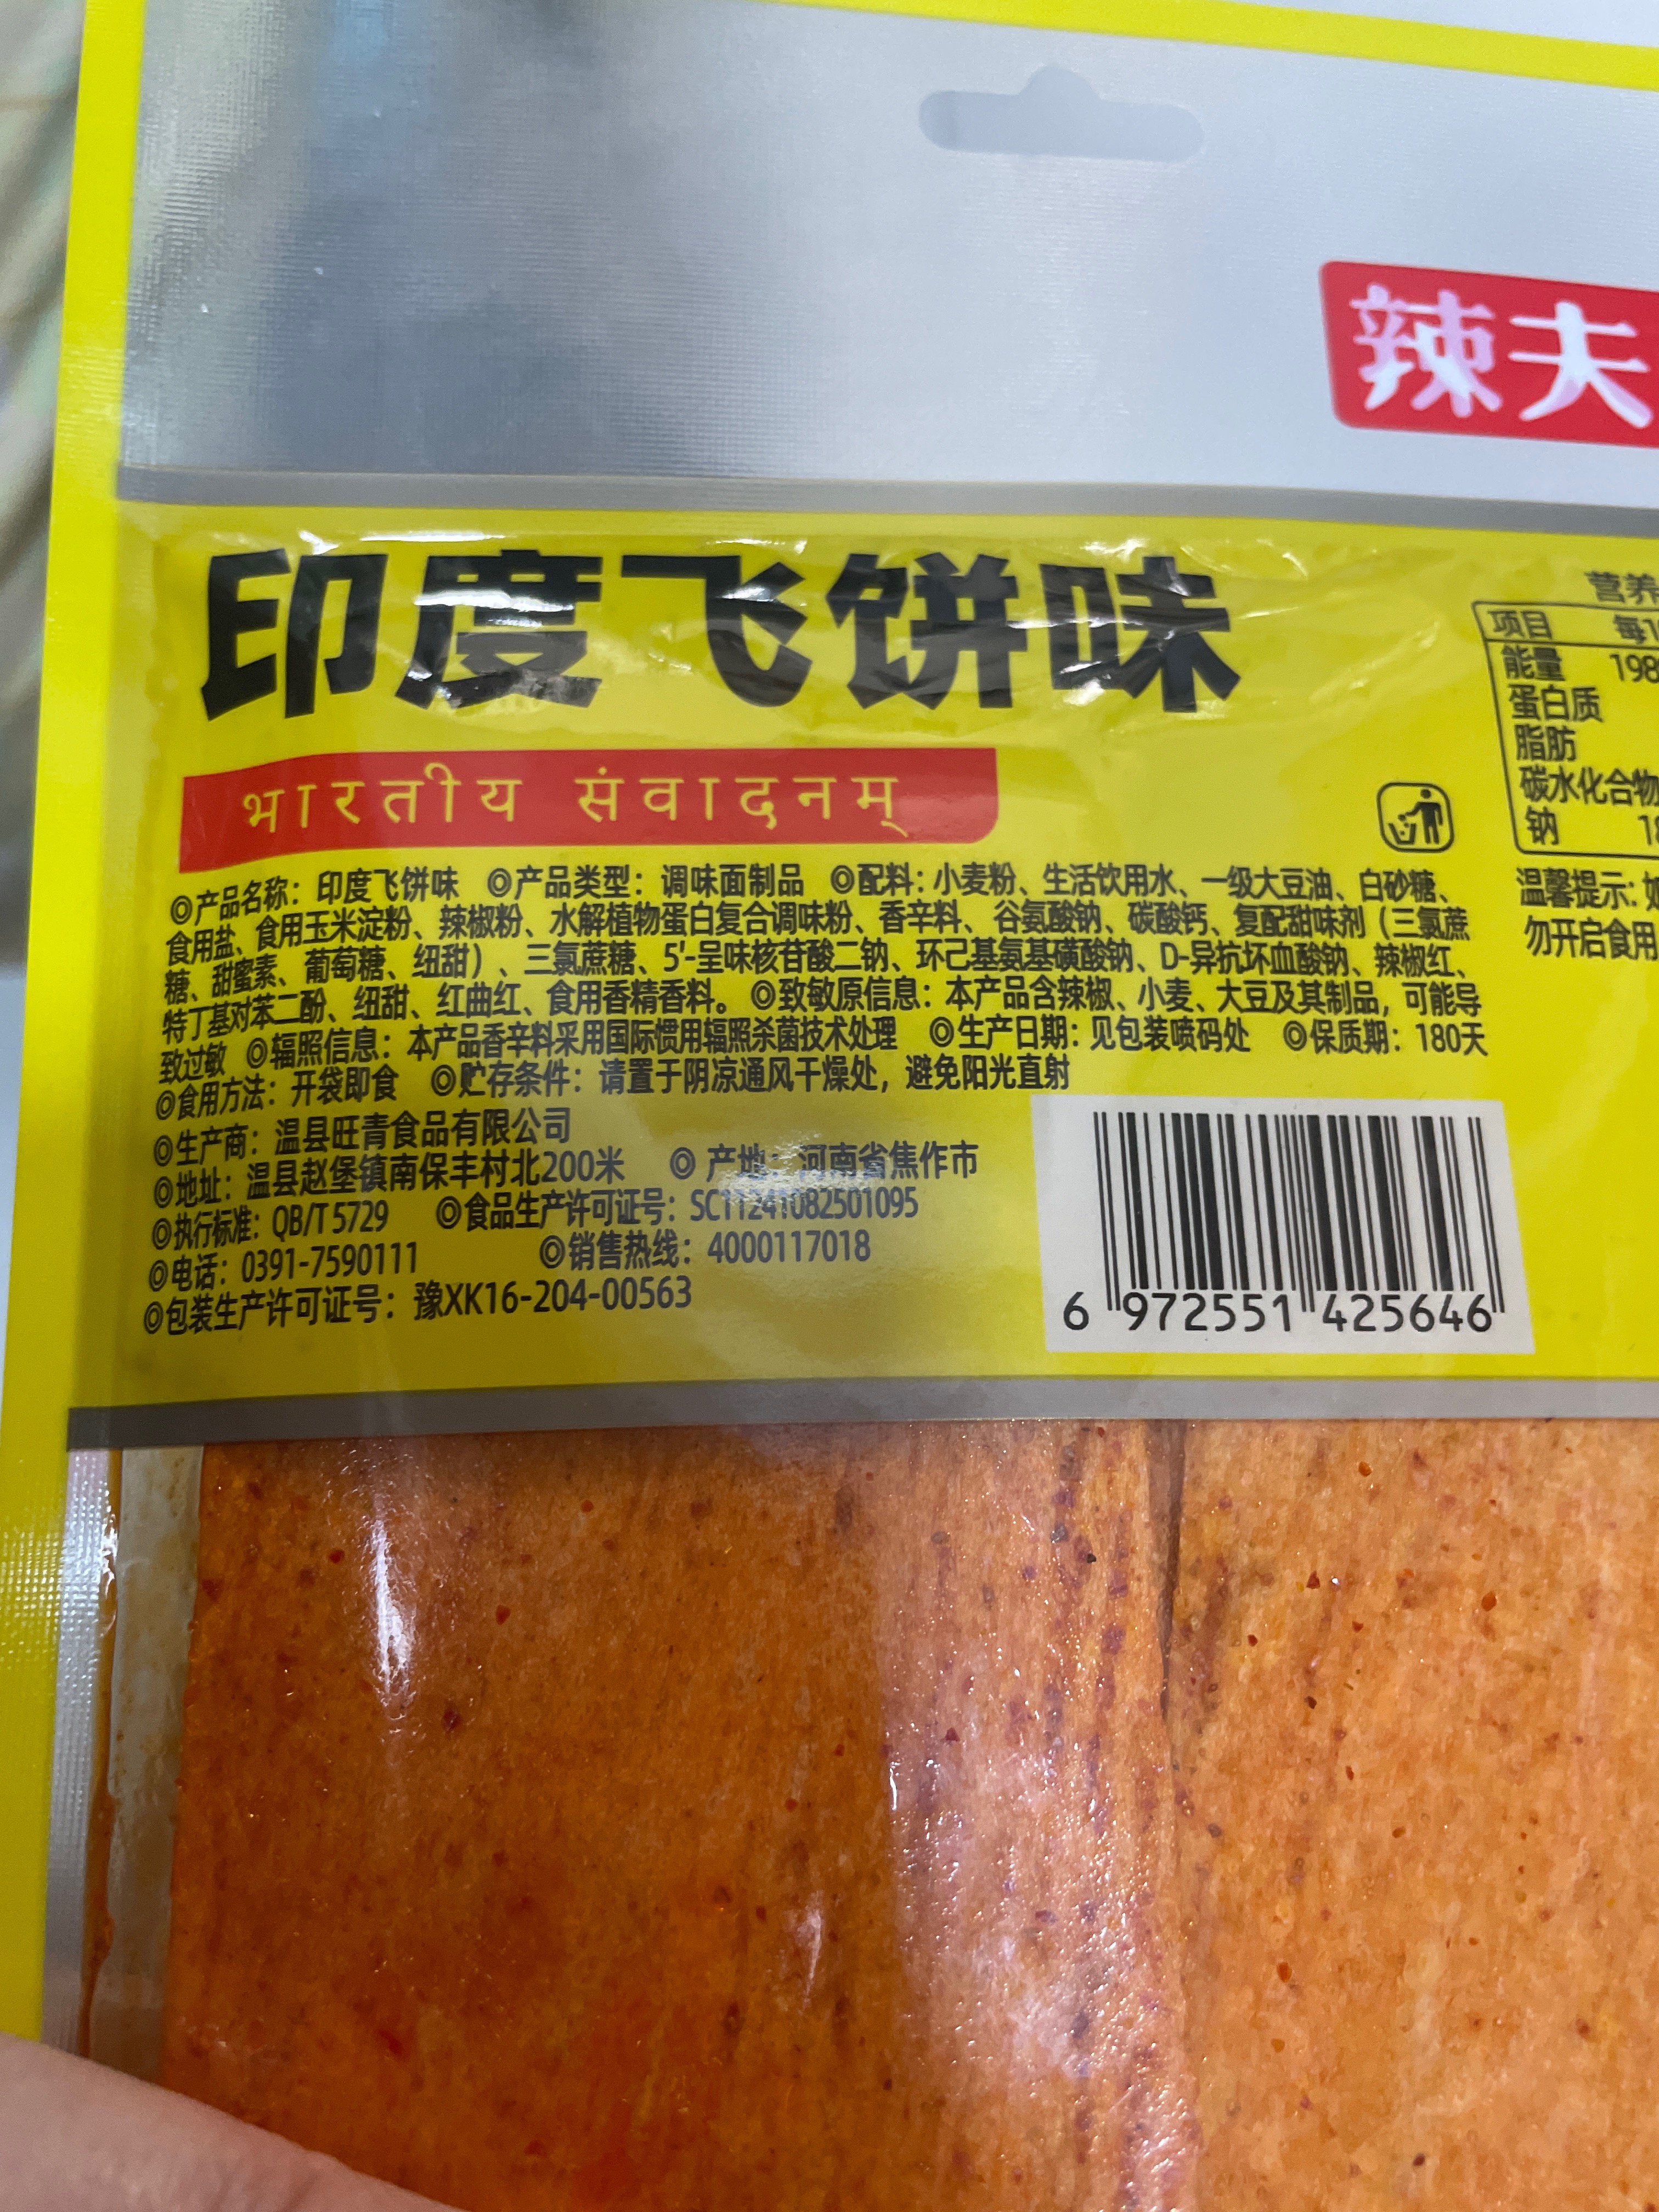 辣夫
印度飞饼味
भारतीय संवादनम्
◎产品名称：印度飞饼味 ◎产品类型：调味面制品 ◎配料：小麦粉、生活饮用水、一级大豆油、白砂糖、
食用盐、食用玉米淀粉、辣椒粉、水解植物蛋白复合调味粉、香辛料、谷氨酸钠、碳酸钙、复配甜味剂（三氯蔗
糖、甜蜜素、葡萄糖、纽甜）、三氯蔗糖、5'-呈味核苷酸二钠、环己基氨基磺酸钠、D-异抗坏血酸钠、辣椒红、
特丁基对苯二酚、纽甜、红曲红、食用香精香料。◎致敏原信息：本产品含辣椒、小麦、大豆及其制品，可能导
致过敏 ◎辐照信息：本产品香辛料采用国际惯用辐照杀菌技术处理 ◎生产日期：见包装喷码处 ◎保质期：180天
◎食用方法：开袋即食 ◎贮存条件：请置于阴凉通风干燥处，避免阳光直射
◎生产商：温县旺青食品有限公司
◎地址：温县赵堡镇南保丰村北200米 ◎产地：河南省焦作市
◎执行标准：QB/T 5729 ◎食品生产许可证号：SC11241082501095
◎电话：0391-7590111 ◎销售热线：4000117018
◎包装生产许可证号：豫XK16-204-00563
6 972551 425646
营养
项目 每1
能量 198
蛋白质
脂肪
碳水化合物
钠 18
温馨提示：如
勿开启食用